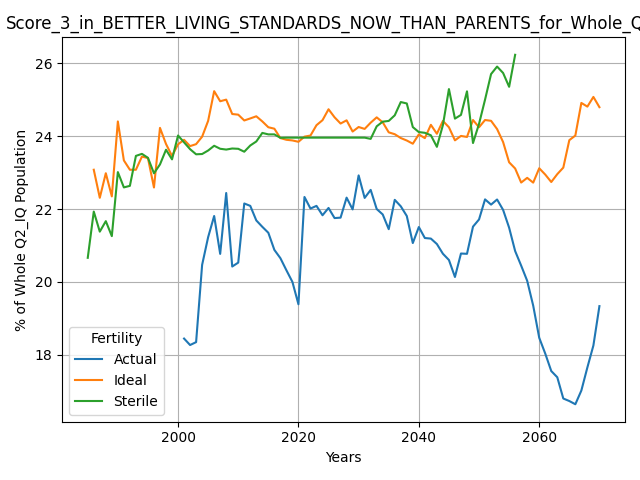 Score_3_in_BETTER_LIVING_STANDARDS_NOW_THAN_PARENTS_for_Whole_Q
26
24
22
20
18
% of Whole Q2_IQ Population
Fertility
Actual
Ideal
Sterile
2000 2020 2040 2060
Years